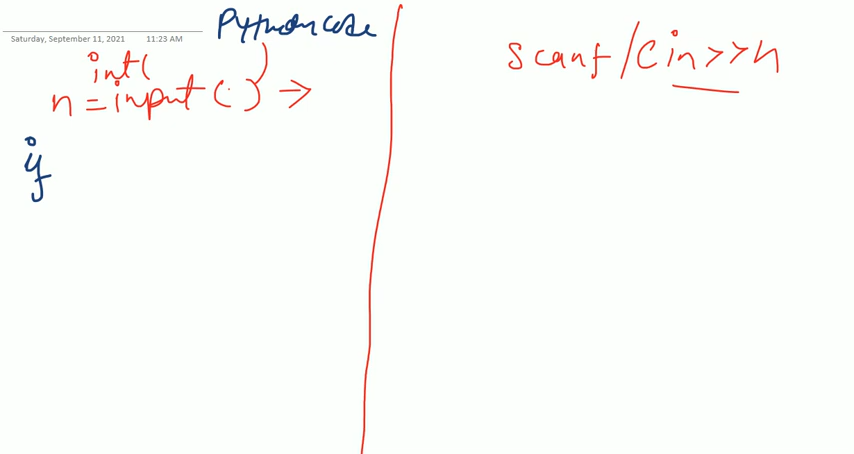 Python code
Saturday, September 11, 2021 11:23 AM
int( )
n = input() →
if
scanf / Cin >> n